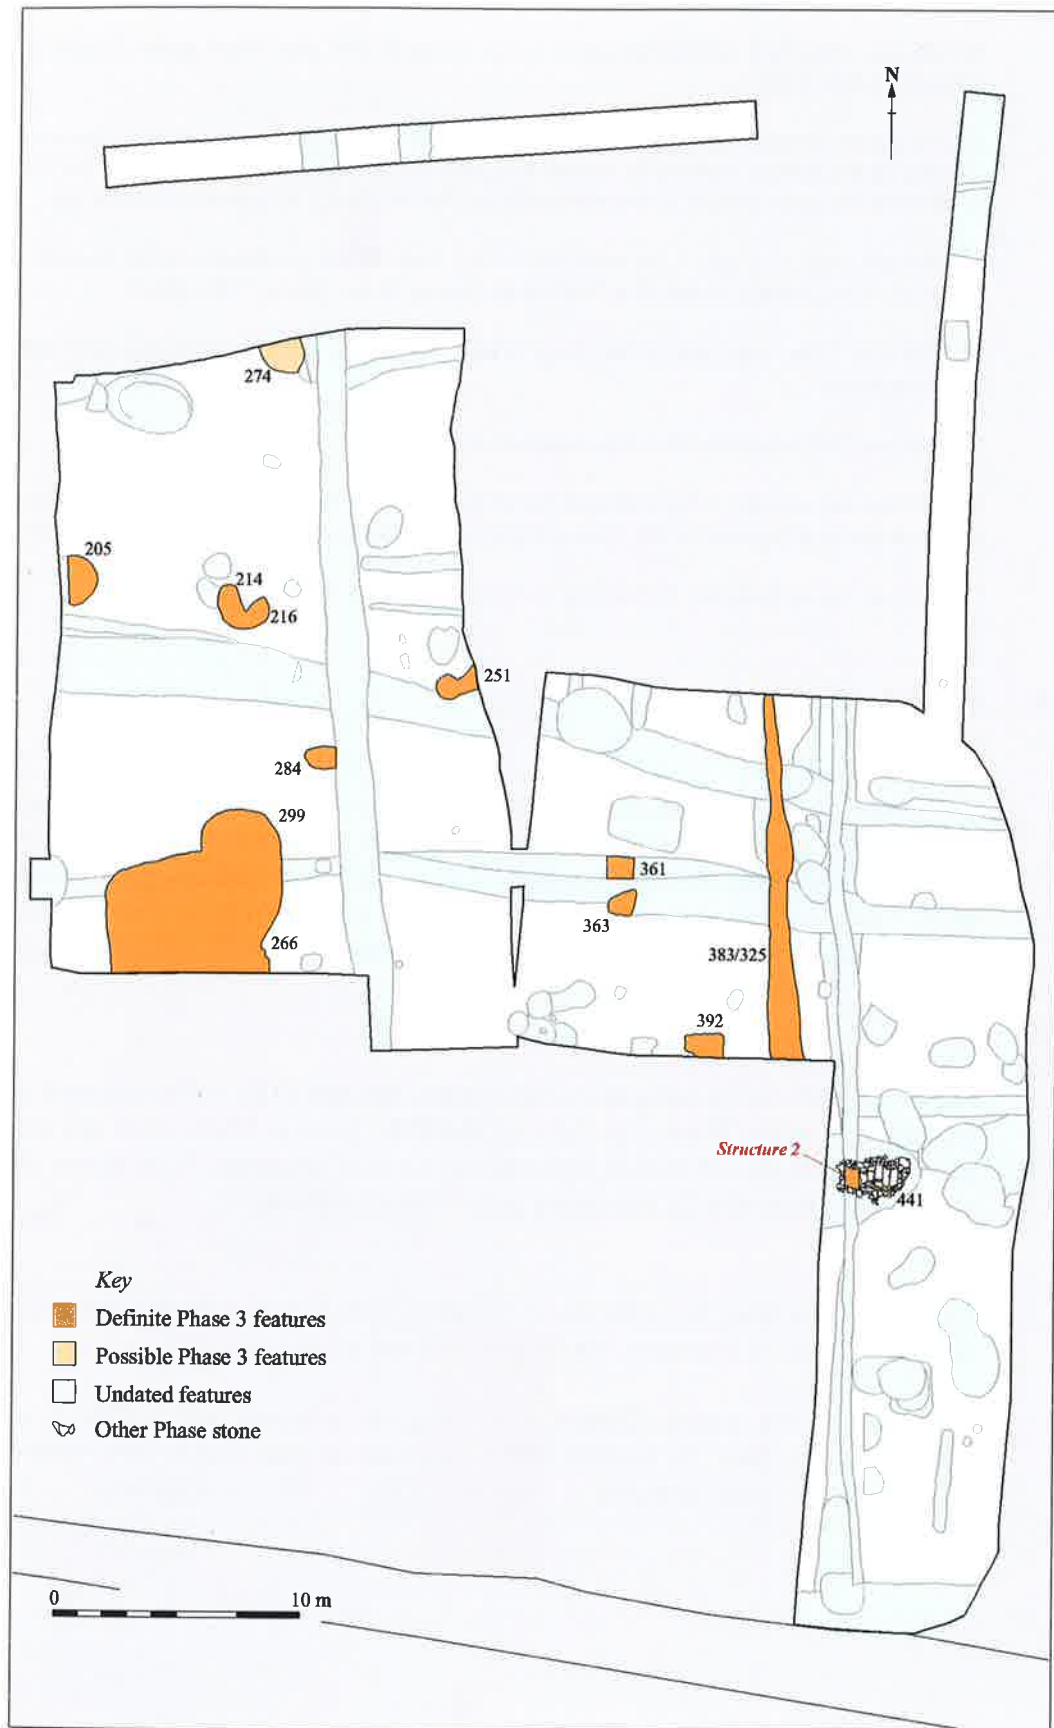 N
274
205
214
216
251
284
299
361
363
266
383/325
392
Structure 2
441
Key
Definite Phase 3 features
Possible Phase 3 features
Undated features
Other Phase stone
0 10 m